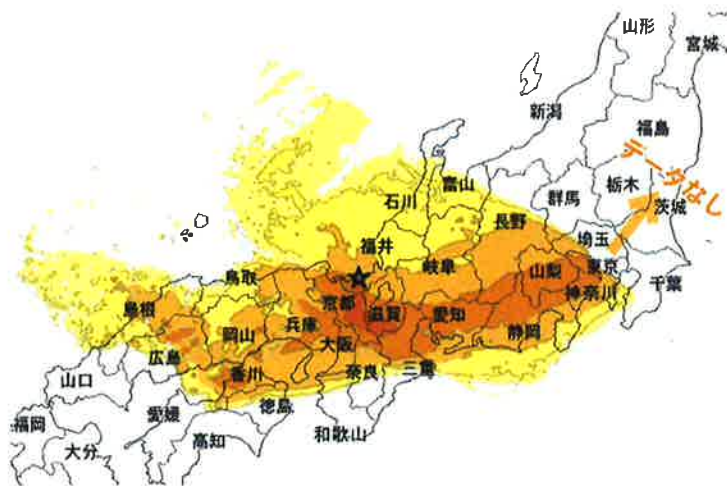 山形
宮城
新潟
福島
データなし
栃木
群馬
茨城
富山
石川
長野
埼玉
福井
岐阜
山梨
東京
千葉
神奈川
鳥取
島根
京都
滋賀
愛知
静岡
岡山
兵庫
大阪
広島
香川
奈良
三重
山口
愛媛
徳島
和歌山
福岡
高知
大分